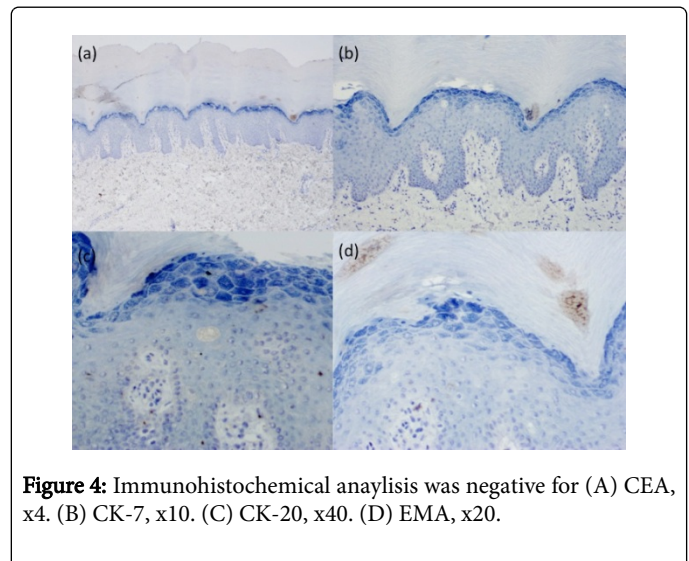 (a)
(b)
(c)
(d)
Figure 4: Immunohistochemical anaylisis was negative for (A) CEA,
x4. (B) CK-7, x10. (C) CK-20, x40. (D) EMA, x20.